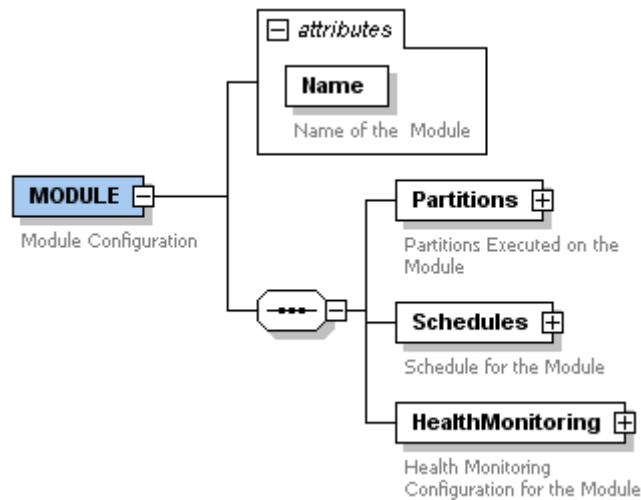 attributes
Name
Name of the Module
MODULE
Module Configuration
Partitions
Partitions Executed on the
Module
Schedules
Schedule for the Module
HealthMonitoring
Health Monitoring
Configuration for the Module